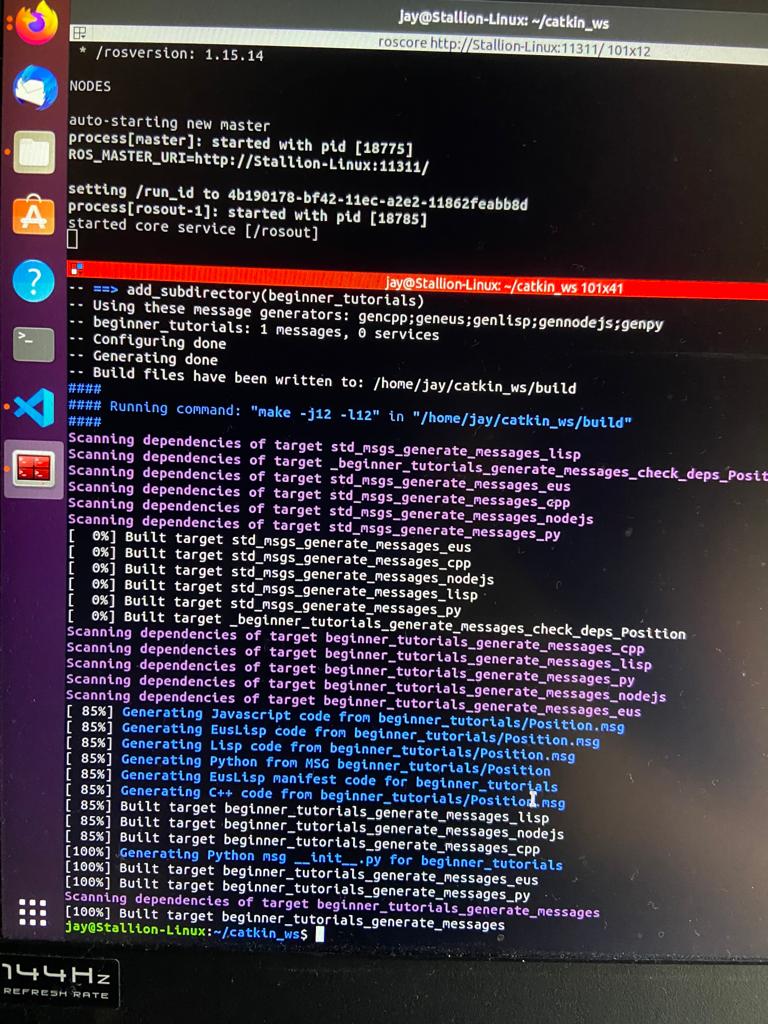 jay@Stallion-Linux: ~/catkin_ws
roscore http://Stallion-Linux:11311/ 101x12
* /rosversion: 1.15.14
NODES
auto-starting new master
process[master]: started with pid [18775]
ROS_MASTER_URI=http://Stallion-Linux:11311/
setting /run_id to 4b190178-bf42-11ec-a2e2-11862feabb8d
process[rosout-1]: started with pid [18785]
started core service [/rosout]
jay@Stallion-Linux: ~/catkin_ws 101x41
-- ==> add_subdirectory(beginner_tutorials)
-- Using these message generators: gencpp;geneus;genlisp;gennodejs;genpy
-- beginner_tutorials: 1 messages, 0 services
-- Configuring done
-- Generating done
-- Build files have been written to: /home/jay/catkin_ws/build
####
#### Running command: "make -j12 -l12" in "/home/jay/catkin_ws/build"
####
Scanning dependencies of target std_msgs_generate_messages_lisp
Scanning dependencies of target _beginner_tutorials_generate_messages_check_deps_Posit
Scanning dependencies of target std_msgs_generate_messages_eus
Scanning dependencies of target std_msgs_generate_messages_cpp
Scanning dependencies of target std_msgs_generate_messages_nodejs
Scanning dependencies of target std_msgs_generate_messages_py
[  0%] Built target std_msgs_generate_messages_eus
[  0%] Built target std_msgs_generate_messages_cpp
[  0%] Built target std_msgs_generate_messages_nodejs
[  0%] Built target std_msgs_generate_messages_lisp
[  0%] Built target std_msgs_generate_messages_py
[  0%] Built target _beginner_tutorials_generate_messages_check_deps_Position
Scanning dependencies of target beginner_tutorials_generate_messages_cpp
Scanning dependencies of target beginner_tutorials_generate_messages_lisp
Scanning dependencies of target beginner_tutorials_generate_messages_py
Scanning dependencies of target beginner_tutorials_generate_messages_nodejs
Scanning dependencies of target beginner_tutorials_generate_messages_eus
[ 85%] Generating Javascript code from beginner_tutorials/Position.msg
[ 85%] Generating EusLisp code from beginner_tutorials/Position.msg
[ 85%] Generating Lisp code from beginner_tutorials/Position.msg
[ 85%] Generating Python from MSG beginner_tutorials/Position
[ 85%] Generating EusLisp manifest code for beginner_tutorials
[ 85%] Generating C++ code from beginner_tutorials/Position.msg
[ 85%] Built target beginner_tutorials_generate_messages_lisp
[ 85%] Built target beginner_tutorials_generate_messages_nodejs
[ 85%] Built target beginner_tutorials_generate_messages_cpp
[100%] Generating Python msg __init__.py for beginner_tutorials
[100%] Built target beginner_tutorials_generate_messages_eus
[100%] Built target beginner_tutorials_generate_messages_py
Scanning dependencies of target beginner_tutorials_generate_messages
[100%] Built target beginner_tutorials_generate_messages
jay@Stallion-Linux:~/catkin_ws$
144Hz
REFRESH RATE